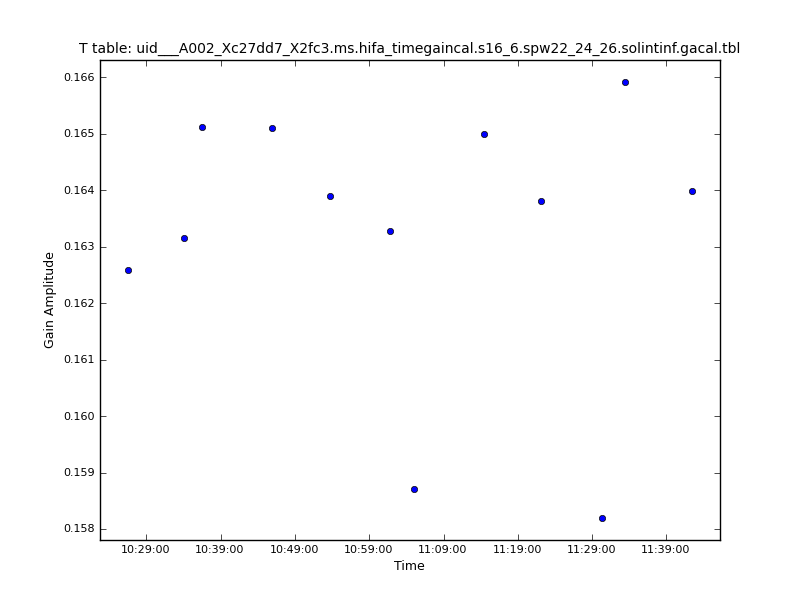 T table: uid___A002_Xc27dd7_X2fc3.ms.hifa_timegaincal.s16_6.spw22_24_26.solintinf.gacal.tbl
0.166
0.165
0.164
0.163
0.162
0.161
0.160
0.159
0.158
Gain Amplitude
10:29:00 10:39:00 10:49:00 10:59:00 11:09:00 11:19:00 11:29:00 11:39:00
Time